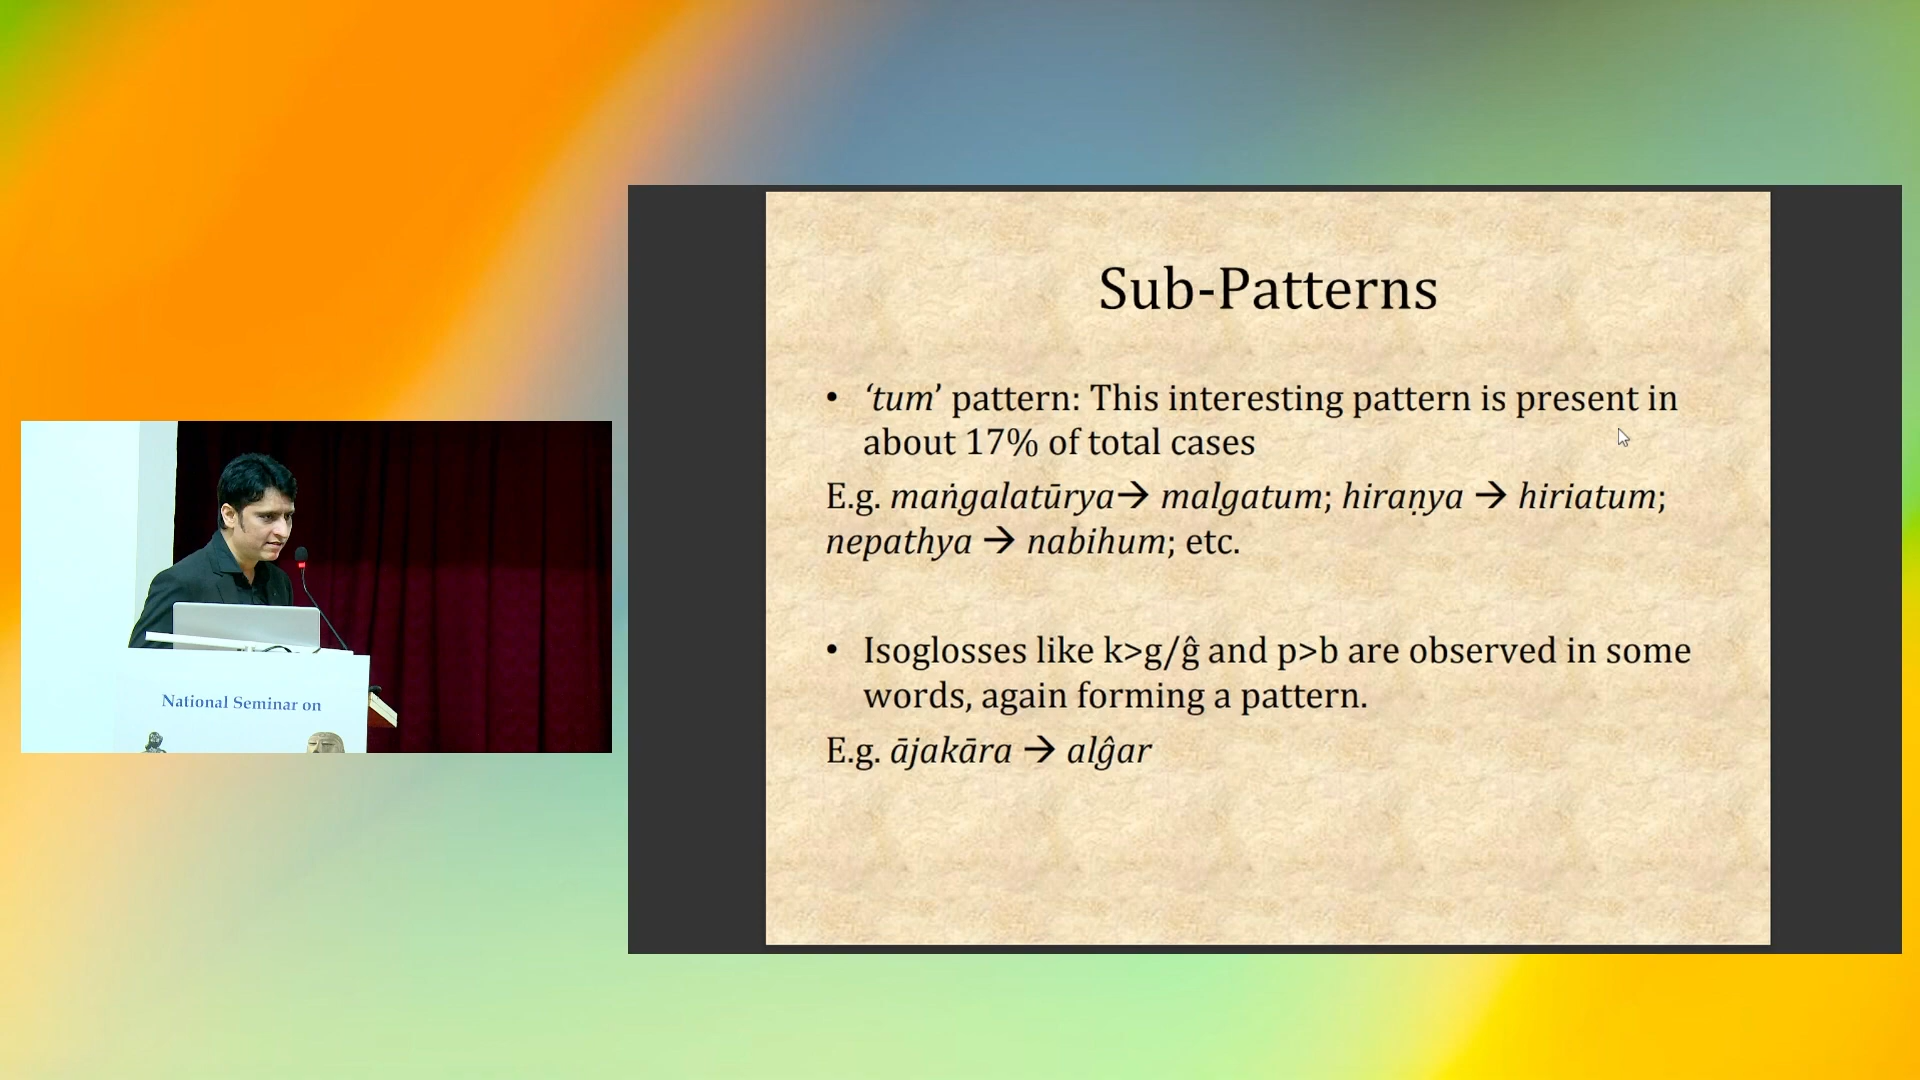 Sub-Patterns
• ‘tum’ pattern: This interesting pattern is present in
about 17% of total cases
E.g. maṅgalatūrya→ malgatum; hiraṇya → hiriatum;
nepathya → nabihum; etc.
• Isoglosses like k>g/ĝ and p>b are observed in some
words, again forming a pattern.
E.g. ājakāra → alĝar
National Seminar on